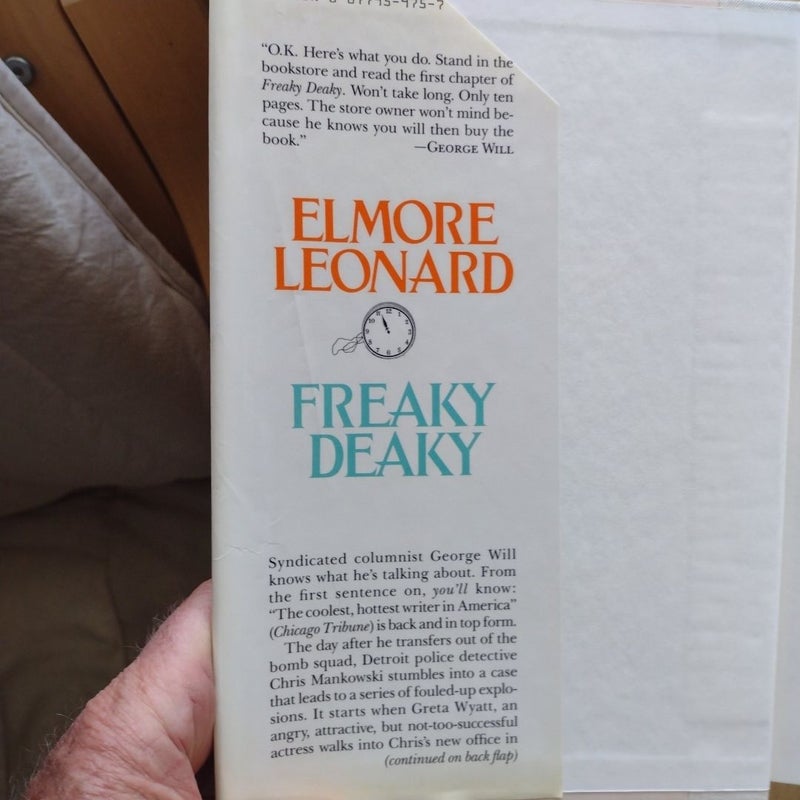 “O.K. Here’s what you do. Stand in the
bookstore and read the first chapter of
Freaky Deaky. Won’t take long. Only ten
pages. The store owner won’t mind be-
cause he knows you will then buy the
book.” —GEORGE WILL
ELMORE
LEONARD
FREAKY
DEAKY
Syndicated columnist George Will
knows what he’s talking about. From
the first sentence on, you’ll know:
“The coolest, hottest writer in America”
(Chicago Tribune) is back and in top form.
The day after he transfers out of the
bomb squad, Detroit police detective
Chris Mankowski stumbles into a case
that leads to a series of fouled-up explo-
sions. It starts when Greta Wyatt, an
angry, attractive, but not-too-successful
actress walks into Chris’s new office in
(continued on back flap)